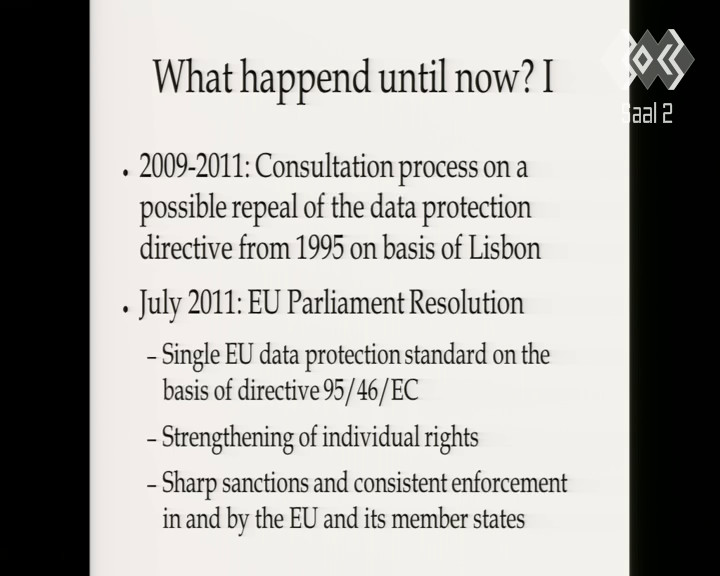 What happend until now? I
• 2009-2011: Consultation process on a
possible repeal of the data protection
directive from 1995 on basis of Lisbon
• July 2011: EU Parliament Resolution
– Single EU data protection standard on the
basis of directive 95/46/EC
– Strengthening of individual rights
– Sharp sanctions and consistent enforcement
in and by the EU and its member states
Saal 2